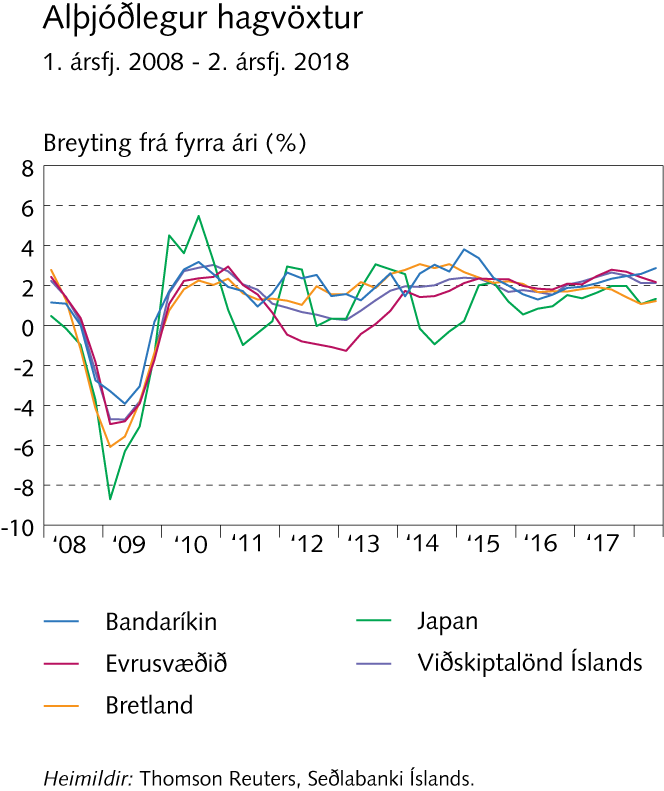 Alþjóðlegur hagvöxtur
1. ársfj. 2008 - 2. ársfj. 2018
Breyting frá fyrra ári (%)
8
6
4
2
0
-2
-4
-6
-8
-10
‘08 ‘09 ‘10 ‘11 ‘12 ‘13 ‘14 ‘15 ‘16 ‘17
Bandaríkin
Evrusvæðið
Bretland
Japan
Viðskiptalönd Íslands
Heimildir: Thomson Reuters, Seðlabanki Íslands.